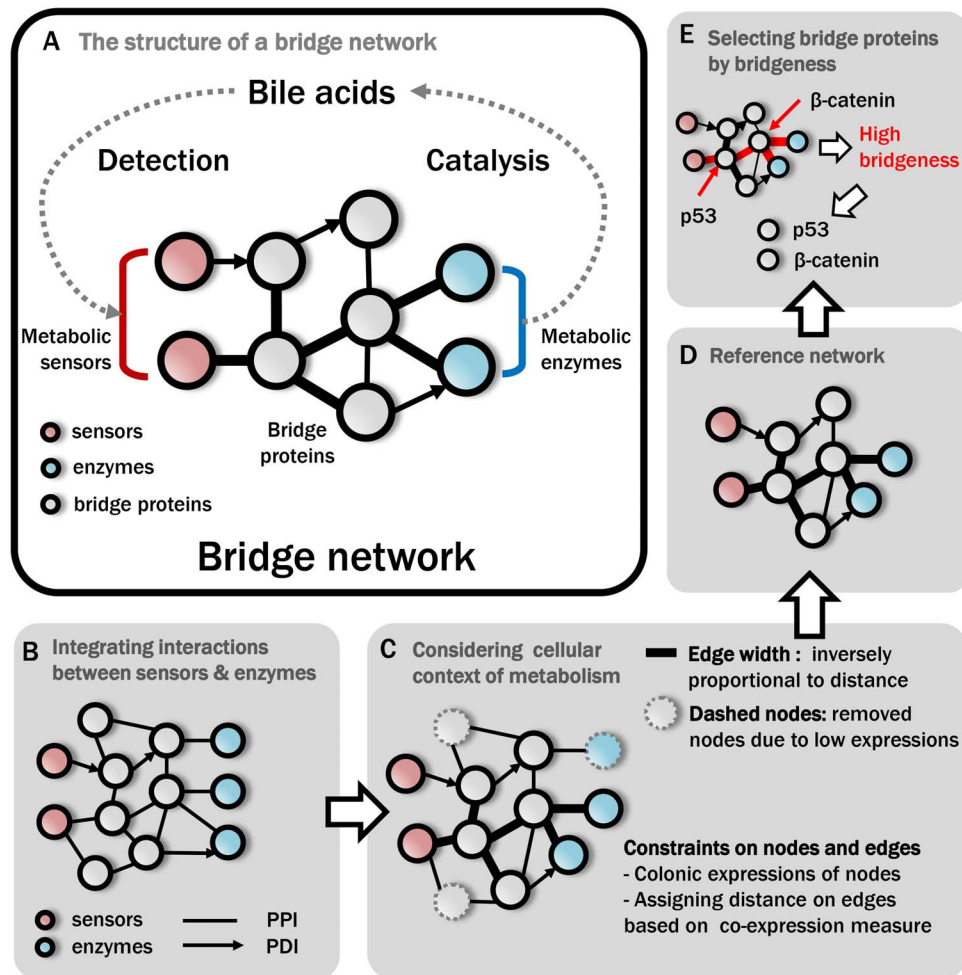 A The structure of a bridge network
Bile acids
Detection
Catalysis
Metabolic
sensors
Metabolic
enzymes
Bridge
proteins
sensors
enzymes
bridge proteins
Bridge network
B Integrating interactions
between sensors & enzymes
sensors
PPI
enzymes
PDI
C Considering cellular
context of metabolism
Edge width : inversely
proportional to distance
Dashed nodes: removed
nodes due to low expressions
Constraints on nodes and edges
- Colonic expressions of nodes
- Assigning distance on edges
based on co-expression measure
D Reference network
E Selecting bridge proteins
by bridgeness
β-catenin
High
bridgeness
p53
p53
β-catenin